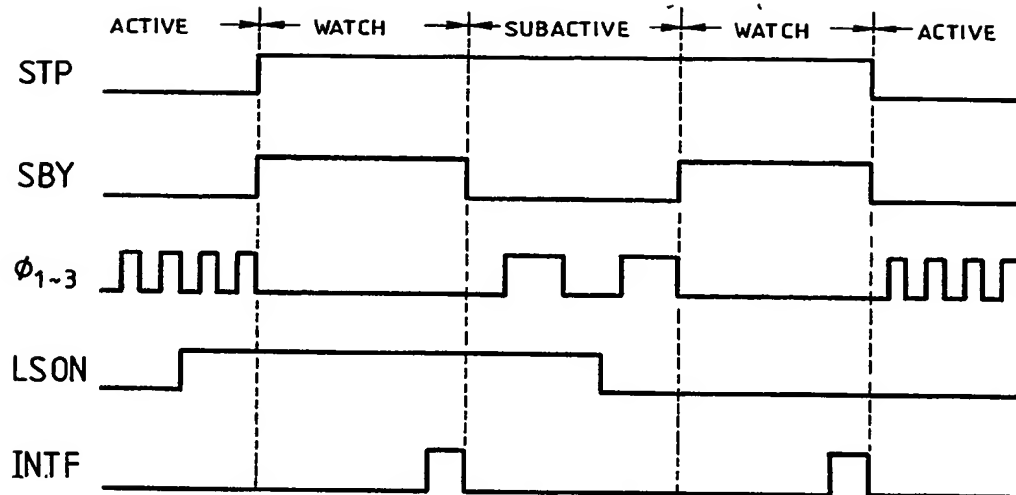 ACTIVE WATCH SUBACTIVE WATCH ACTIVE
STP
SBY
ϕ1~3
LSON
INTF